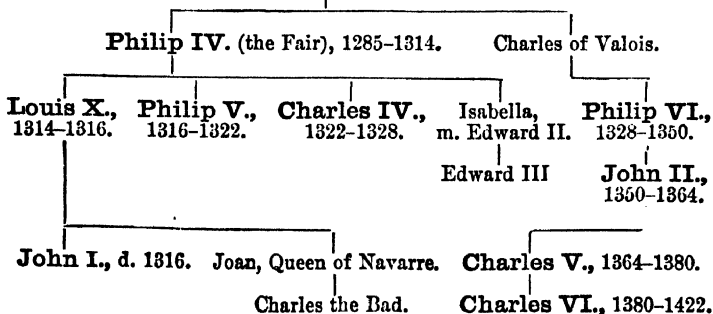 Philip IV. (the Fair), 1285–1314. Charles of Valois.
Louis X., Philip V., Charles IV., Isabella, Philip VI.,
1314–1316. 1316–1322. 1322–1328. m. Edward II. 1328–1350.
Edward III John II.,
1350–1364.
John I., d. 1316. Joan, Queen of Navarre. Charles V., 1364–1380.
Charles the Bad. Charles VI., 1380–1422.